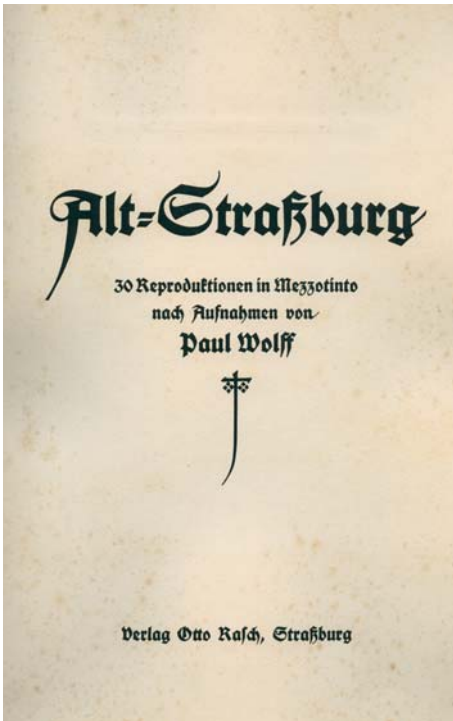 Alt-Straßburg
30 Reproduktionen in Mezzotinto
nach Aufnahmen von
Paul Wolff
Verlag Otto Rasch, Straßburg